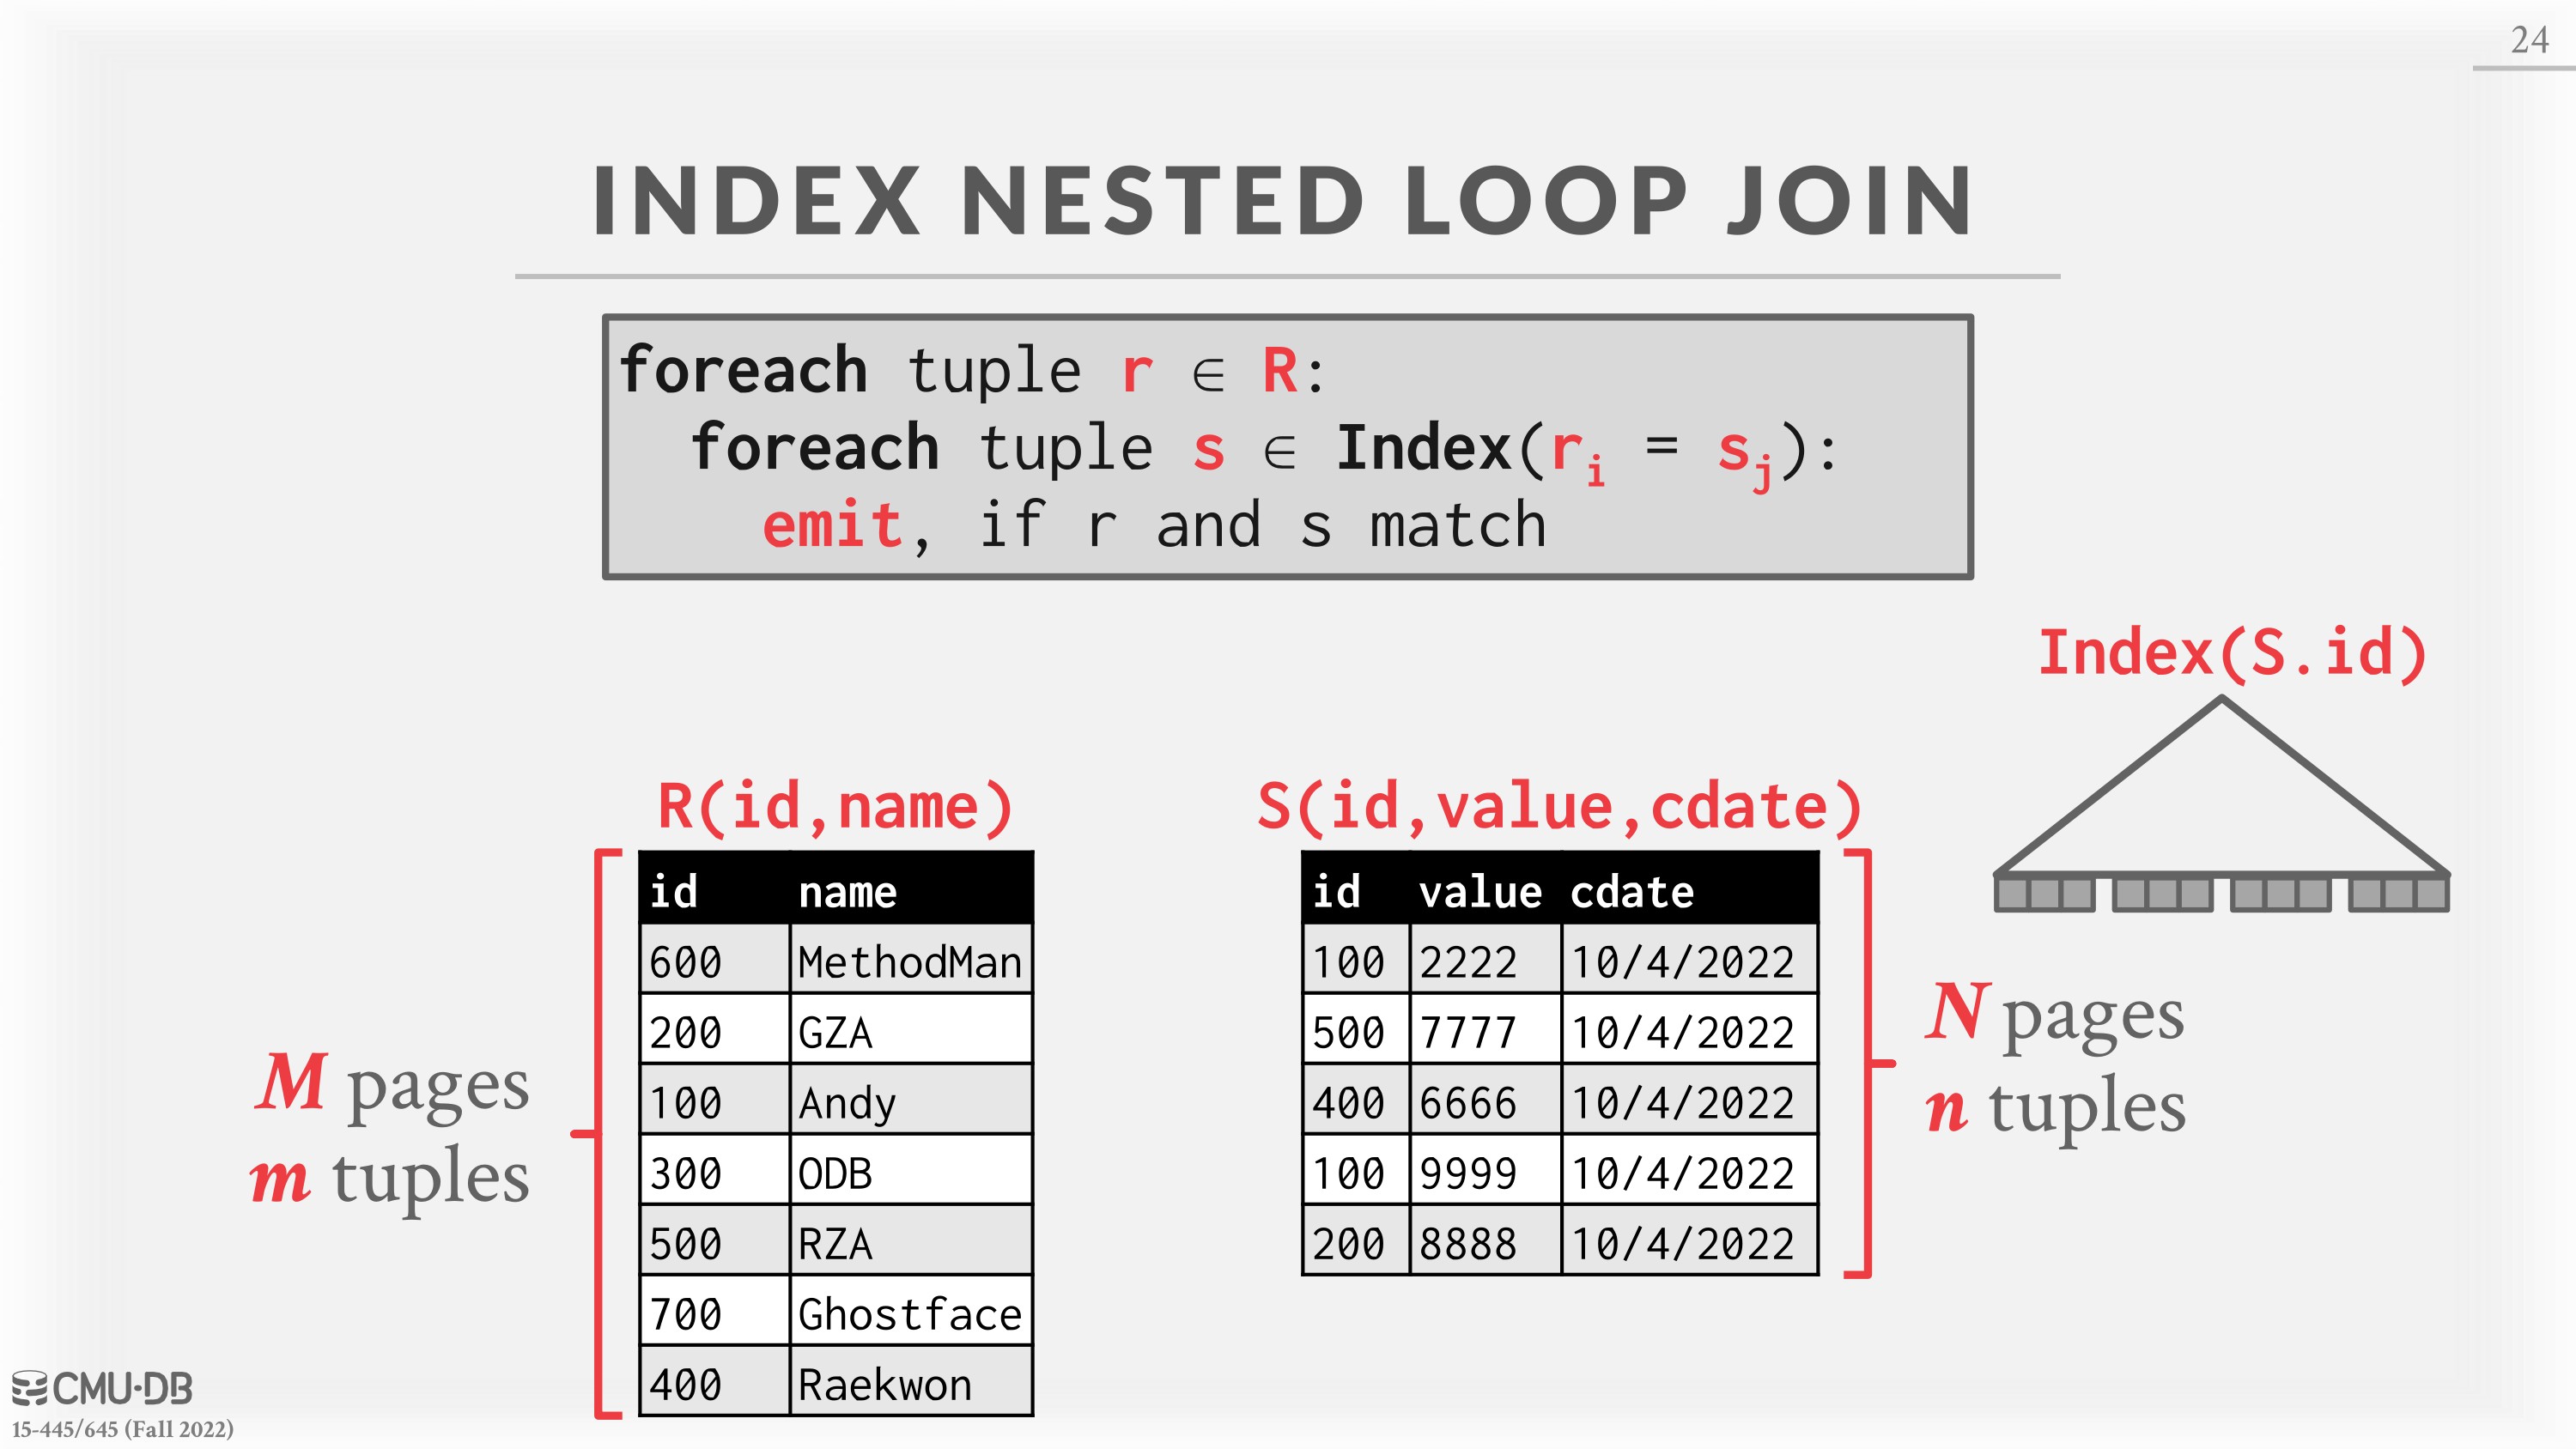 24
INDEX NESTED LOOP JOIN
foreach tuple r ∈ R:
foreach tuple s ∈ Index(ri = sj):
emit, if r and s match
Index(S.id)
R(id,name)
id name
600 MethodMan
200 GZA
100 Andy
300 ODB
500 RZA
700 Ghostface
400 Raekwon
M pages
m tuples
S(id,value,cdate)
id value cdate
100 2222 10/4/2022
500 7777 10/4/2022
400 6666 10/4/2022
100 9999 10/4/2022
200 8888 10/4/2022
N pages
n tuples
CMU·DB
15-445/645 (Fall 2022)